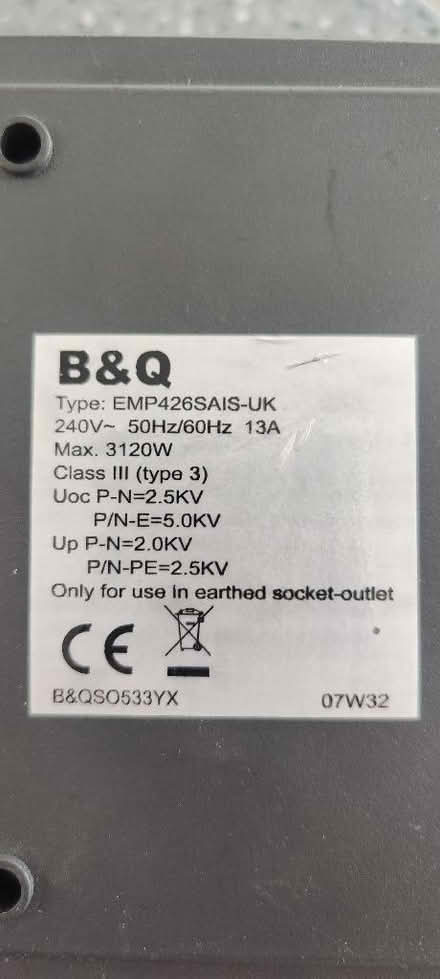 B&Q
Type: EMP426SAIS-UK
240V~ 50Hz/60Hz 13A
Max. 3120W
Class III (type 3)
Uoc P-N=2.5KV
P/N-E=5.0KV
Up P-N=2.0KV
P/N-PE=2.5KV
Only for use in earthed socket-outlet
CE
B&QSO533YX 07W32